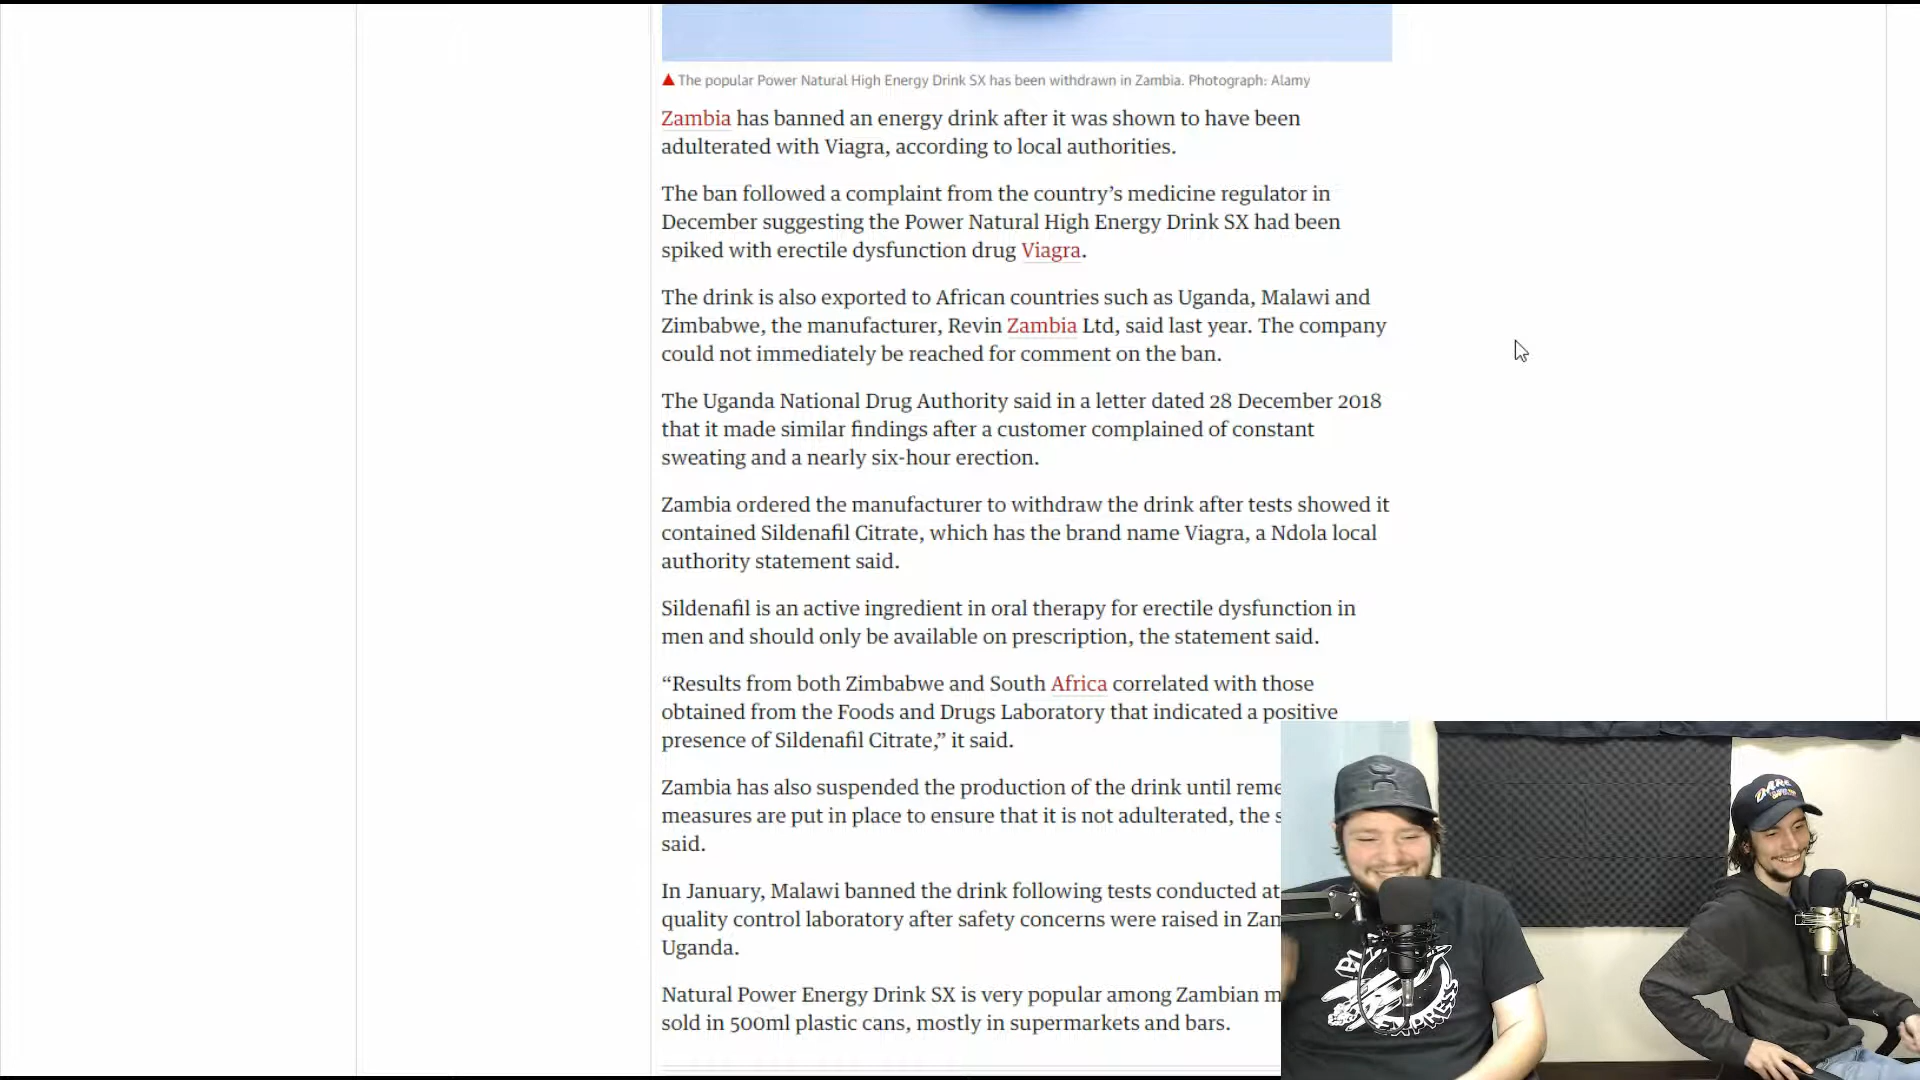 The popular Power Natural High Energy Drink SX has been withdrawn in Zambia. Photograph: Alamy
Zambia has banned an energy drink after it was shown to have been
adulterated with Viagra, according to local authorities.
The ban followed a complaint from the country’s medicine regulator in
December suggesting the Power Natural High Energy Drink SX had been
spiked with erectile dysfunction drug Viagra.
The drink is also exported to African countries such as Uganda, Malawi and
Zimbabwe, the manufacturer, Revin Zambia Ltd, said last year. The company
could not immediately be reached for comment on the ban.
The Uganda National Drug Authority said in a letter dated 28 December 2018
that it made similar findings after a customer complained of constant
sweating and a nearly six-hour erection.
Zambia ordered the manufacturer to withdraw the drink after tests showed it
contained Sildenafil Citrate, which has the brand name Viagra, a Ndola local
authority statement said.
Sildenafil is an active ingredient in oral therapy for erectile dysfunction in
men and should only be available on prescription, the statement said.
“Results from both Zimbabwe and South Africa correlated with those
obtained from the Foods and Drugs Laboratory that indicated a positive
presence of Sildenafil Citrate,” it said.
Zambia has also suspended the production of the drink until reme
measures are put in place to ensure that it is not adulterated, the s
said.
In January, Malawi banned the drink following tests conducted at
quality control laboratory after safety concerns were raised in Zam
Uganda.
Natural Power Energy Drink SX is very popular among Zambian m
sold in 500ml plastic cans, mostly in supermarkets and bars.
EXPRESS